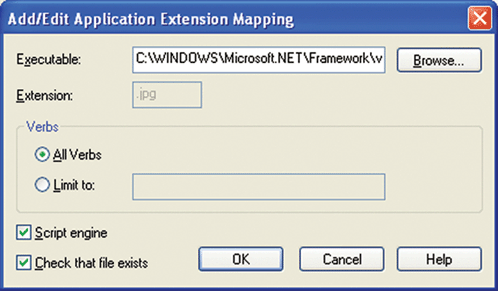 Add/Edit Application Extension Mapping
Executable: C:\WINDOWS\Microsoft.NET\Framework\v Browse...
Extension: .jpg
Verbs
All Verbs
Limit to:
Script engine
Check that file exists OK Cancel Help